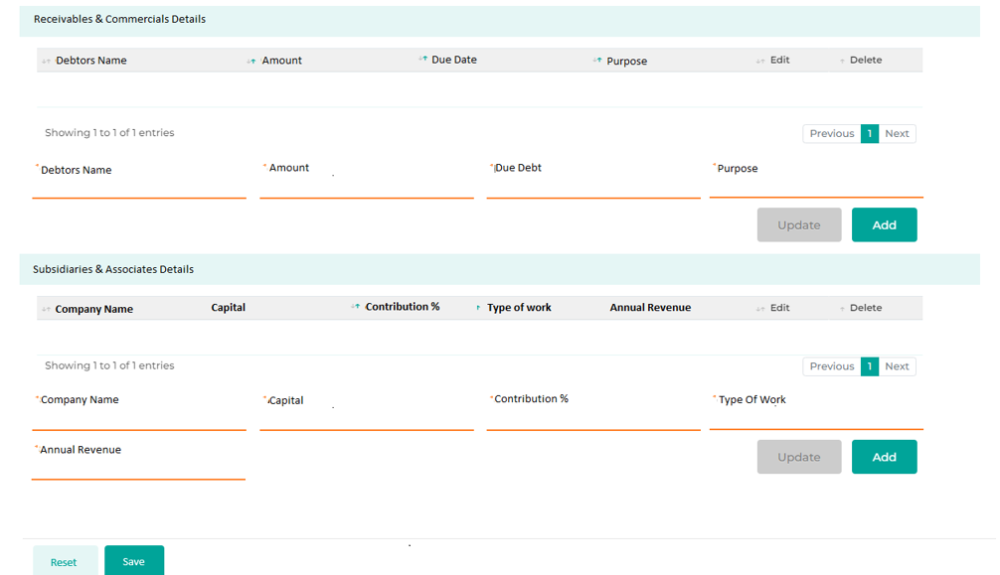 Receivables & Commercials Details
Debtors Name Amount Due Date Purpose Edit Delete
Showing 1 to 1 of 1 entries Previous 1 Next
* Debtors Name * Amount * Due Debt * Purpose
Update Add
Subsidiaries & Associates Details
Company Name Capital Contribution % Type of work Annual Revenue Edit Delete
Showing 1 to 1 of 1 entries Previous 1 Next
* Company Name * Capital * Contribution % * Type Of Work
* Annual Revenue Update Add
Reset Save